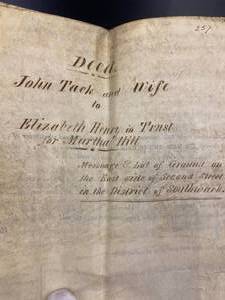 257
Deed.
John Tack and Wife
to
Elizabeth Henry in Trust
for Martha Hill
Messuage & Lot of Ground on
the East side of Second Street
in the District of Southwark.